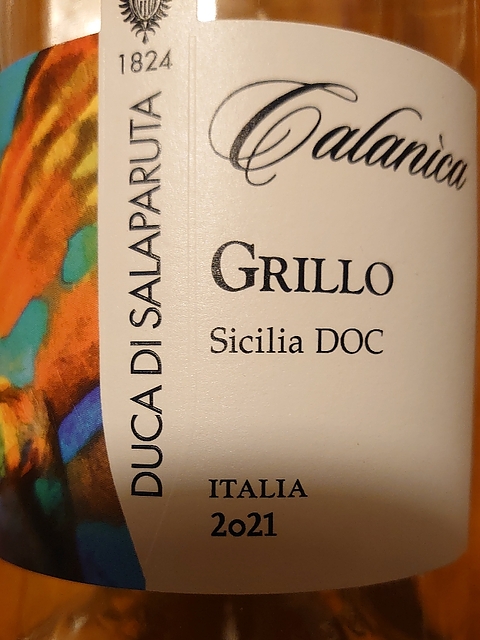 1824
DUCA DI SALAPARUTA
Calanìca
GRILLO
Sicilia DOC
ITALIA
2021